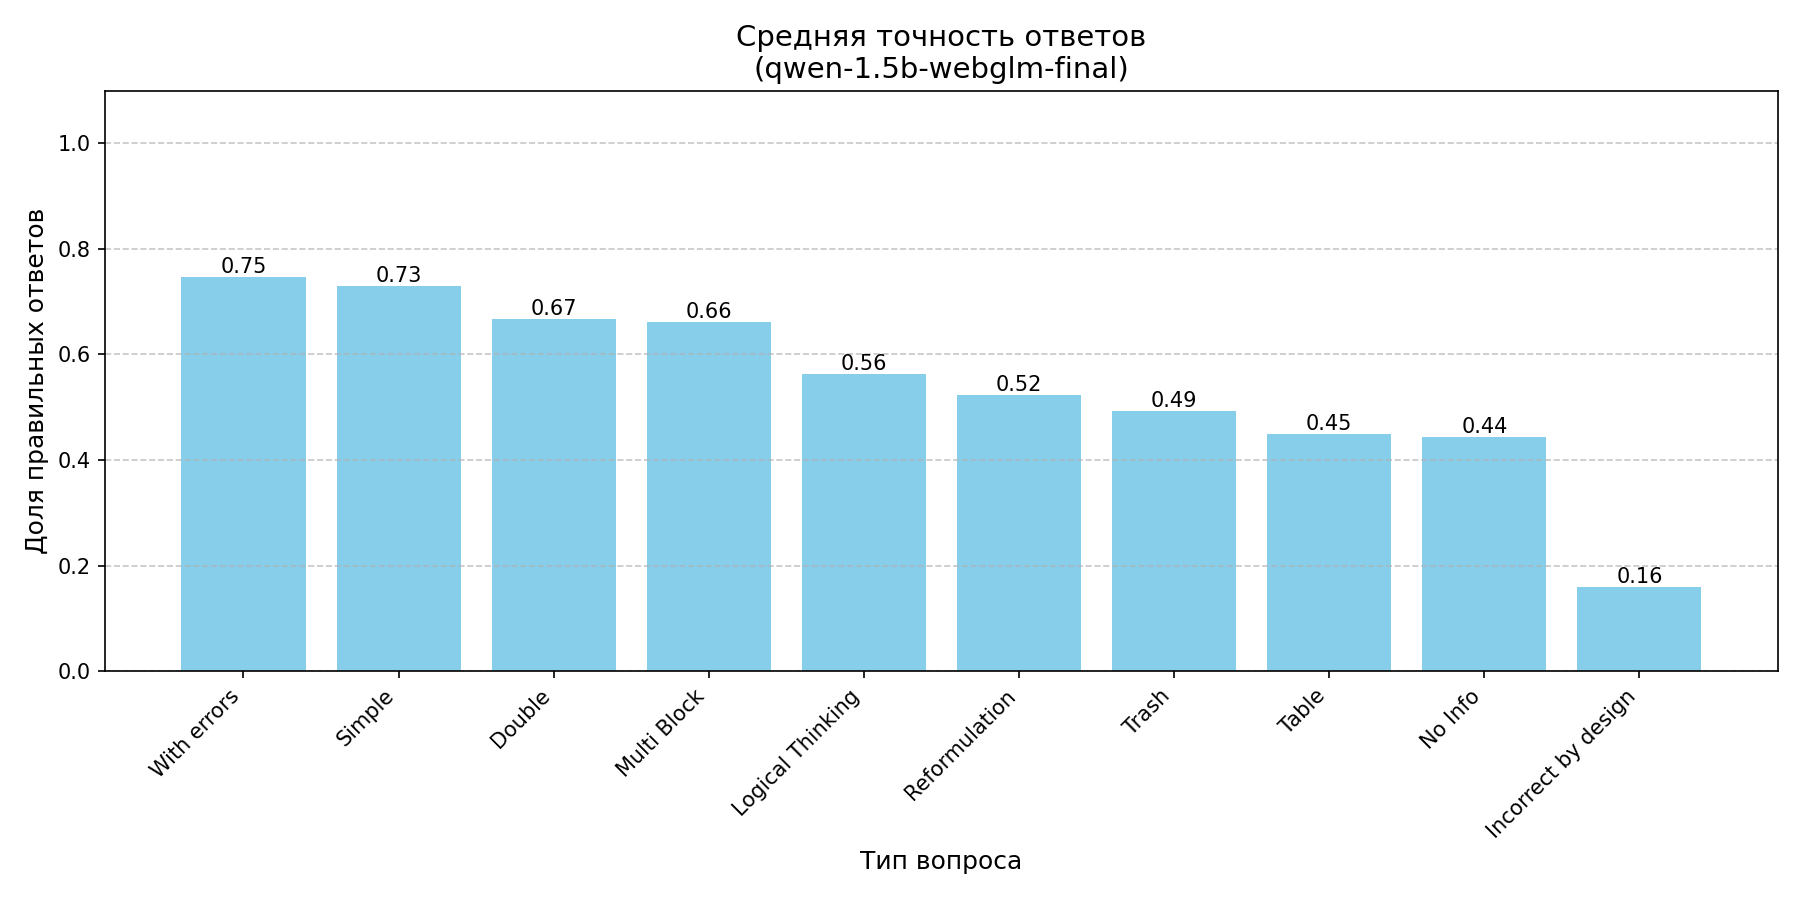 Средняя точность ответов
(qwen-1.5b-webglm-final)
Доля правильных ответов
1.0
0.8
0.6
0.4
0.2
0.0
0.75
0.73
0.67
0.66
0.56
0.52
0.49
0.45
0.44
0.16
With errors
Simple
Double
Multi Block
Logical Thinking
Reformulation
Trash
Table
No Info
Incorrect by design
Тип вопроса